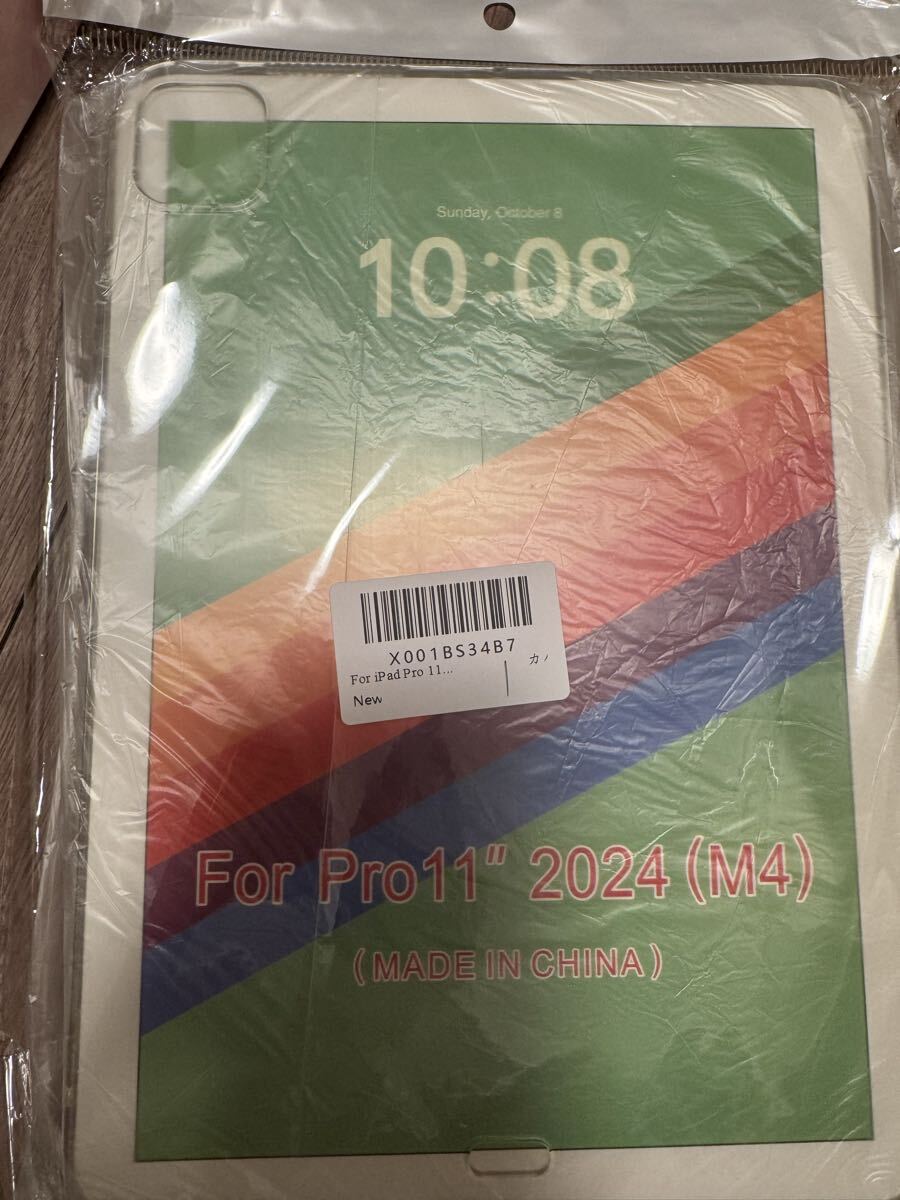 Sunday, October 8
10:08
X001BS34B7
For iPad Pro 11...
カ
New
For Pro11" 2024 (M4)
(MADE IN CHINA)